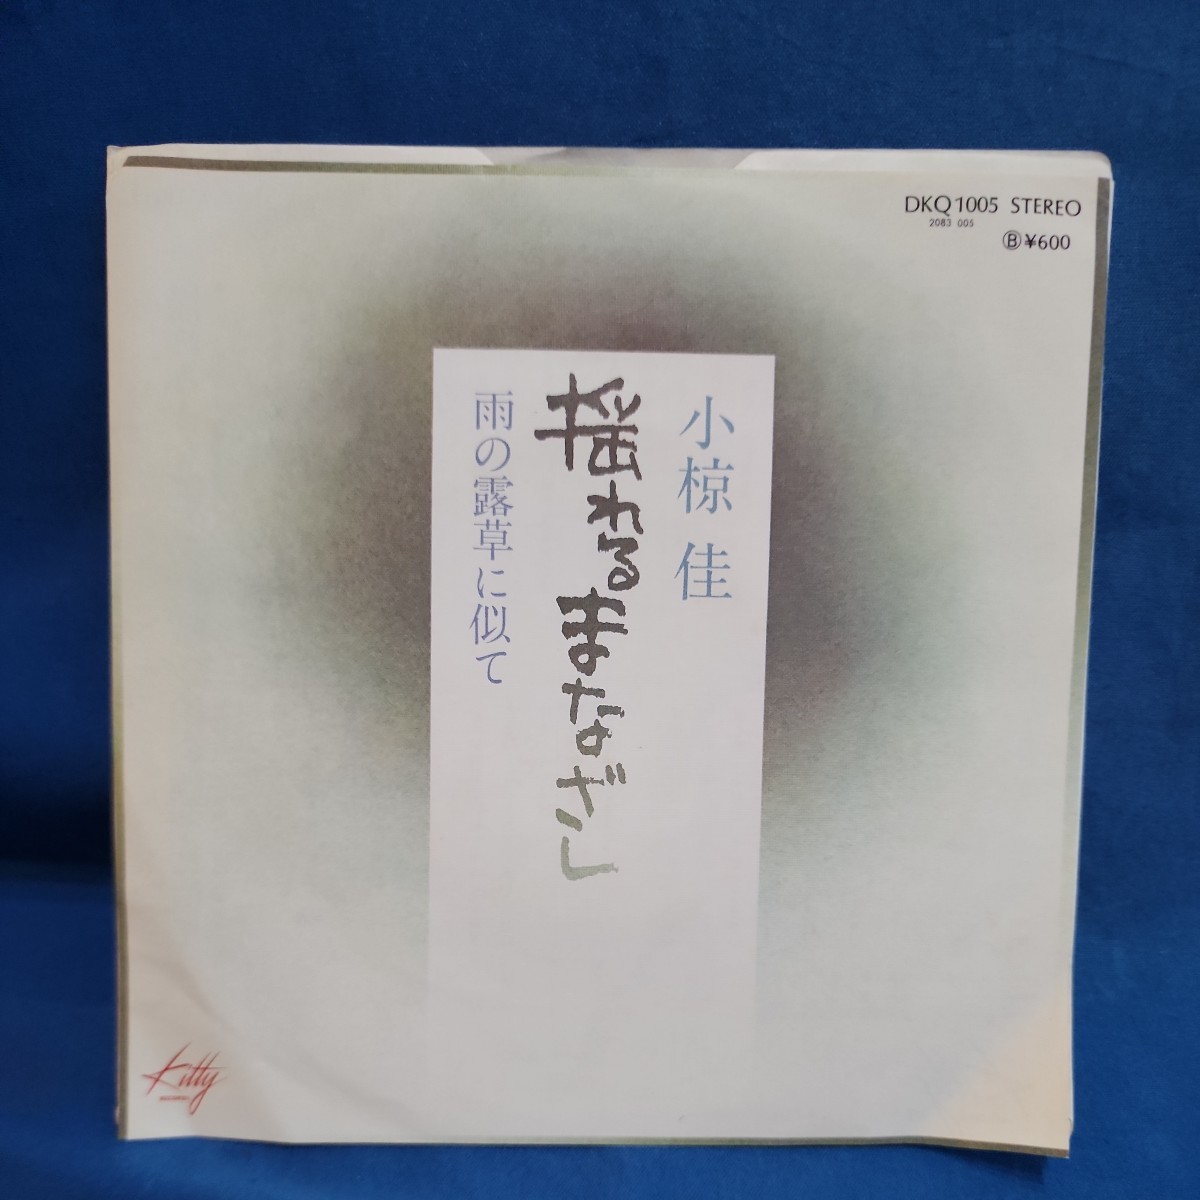 DKQ1005 STEREO
2083 005
Ⓑ¥600
小椋 佳
揺れるまなざし
雨の露草に似て
Kitty
RECORDS